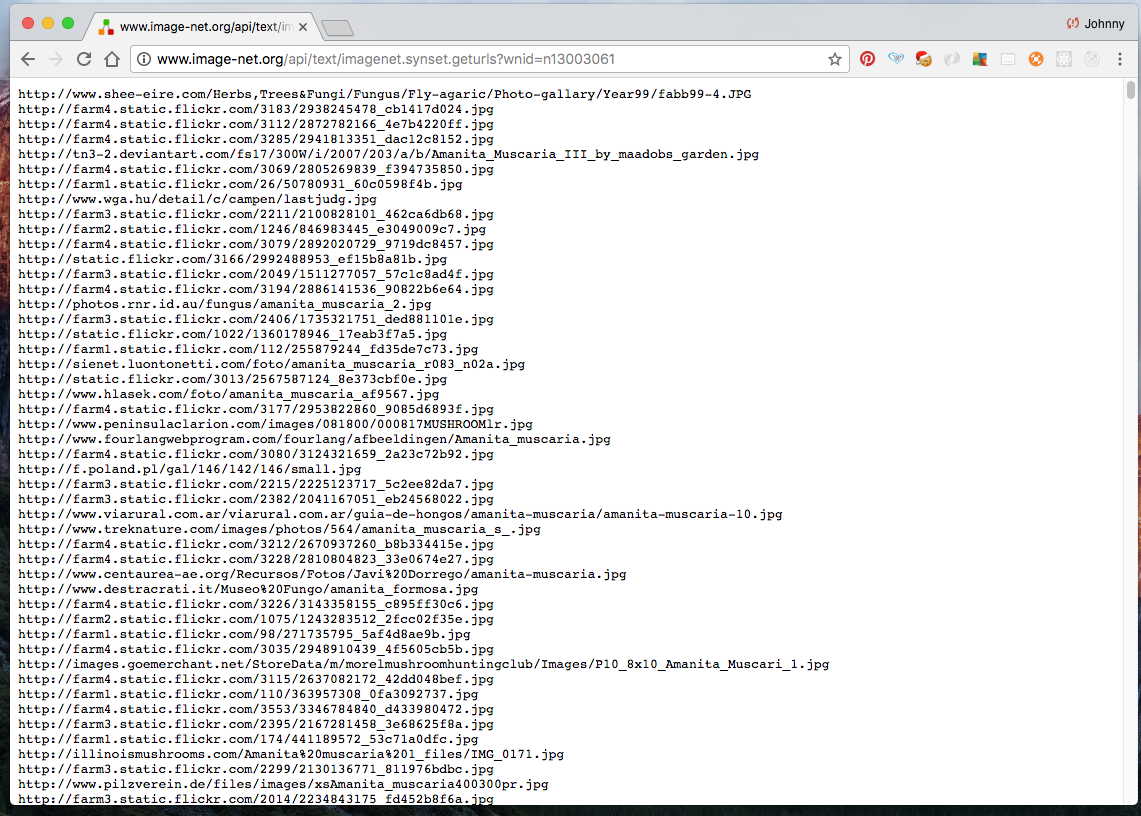 www.image-net.org/api/text/im
Johnny
www.image-net.org/api/text/imagenet.synset.geturls?wnid=n13003061
http://www.shee-eire.com/Herbs,Trees&Fungi/Fungus/Fly-agaric/Photo-gallary/Year99/fabb99-4.JPG
http://farm4.static.flickr.com/3183/2938245478_cb1417d024.jpg
http://farm4.static.flickr.com/3112/2872782166_4e7b4220ff.jpg
http://farm4.static.flickr.com/3285/2941813351_dac12c8152.jpg
http://tn3-2.deviantart.com/fs17/300W/i/2007/203/a/b/Amanita_Muscaria_III_by_maadobs_garden.jpg
http://farm4.static.flickr.com/3069/2805269839_f394735850.jpg
http://farm1.static.flickr.com/26/50780931_60c0598f4b.jpg
http://www.wga.hu/detail/c/campen/lastjudg.jpg
http://farm3.static.flickr.com/2211/2100828101_462ca6db68.jpg
http://farm2.static.flickr.com/1246/846983445_e3049009c7.jpg
http://farm4.static.flickr.com/3079/2892020729_9719dc8457.jpg
http://static.flickr.com/3166/2992488953_ef15b8a81b.jpg
http://farm3.static.flickr.com/2049/1511277057_57c1c8ad4f.jpg
http://farm4.static.flickr.com/3194/2886141536_90822b6e64.jpg
http://photos.rnr.id.au/fungus/amanita_muscaria_2.jpg
http://farm3.static.flickr.com/2406/1735321751_ded881101e.jpg
http://static.flickr.com/1022/1360178946_17eab3f7a5.jpg
http://farm1.static.flickr.com/112/255879244_fd35de7c73.jpg
http://sienet.luontonetti.com/foto/amanita_muscaria_r083_n02a.jpg
http://static.flickr.com/3013/2567587124_8e373cbf0e.jpg
http://www.hlasek.com/foto/amanita_muscaria_af9567.jpg
http://farm4.static.flickr.com/3177/2953822860_9085d6893f.jpg
http://www.peninsulaclarion.com/images/081800/000817MUSHROOMlr.jpg
http://www.fourlangwebprogram.com/fourlang/afbeeldingen/Amanita_muscaria.jpg
http://farm4.static.flickr.com/3080/3124321659_2a23c72b92.jpg
http://f.poland.pl/gal/146/142/146/small.jpg
http://farm3.static.flickr.com/2215/2225123717_5c2ee82da7.jpg
http://farm3.static.flickr.com/2382/2041167051_eb24568022.jpg
http://www.viarural.com.ar/viarural.com.ar/guia-de-hongos/amanita-muscaria/amanita-muscaria-10.jpg
http://www.treknature.com/images/photos/564/amanita_muscaria_s_.jpg
http://farm4.static.flickr.com/3212/2670937260_b8b334415e.jpg
http://farm4.static.flickr.com/3228/2810804823_33e0674e27.jpg
http://www.centaurea-ae.org/Recursos/Fotos/Javi%20Dorrego/amanita-muscaria.jpg
http://www.destracrati.it/Museo%20Fungo/amanita_formosa.jpg
http://farm4.static.flickr.com/3226/3143358155_c895ff30c6.jpg
http://farm2.static.flickr.com/1075/1243283512_2fcc02f35e.jpg
http://farm1.static.flickr.com/98/271735795_5af4d8ae9b.jpg
http://farm4.static.flickr.com/3035/2948910439_4f5605cb5b.jpg
http://images.goemerchant.net/StoreData/m/morelmushroomhuntingclub/Images/P10_8x10_Amanita_Muscari_1.jpg
http://farm4.static.flickr.com/3115/2637082172_42dd048bef.jpg
http://farm1.static.flickr.com/110/363957308_0fa3092737.jpg
http://farm4.static.flickr.com/3553/3346784840_d433980472.jpg
http://farm3.static.flickr.com/2395/2167281458_3e68625f8a.jpg
http://farm1.static.flickr.com/174/441189572_53c71a0dfc.jpg
http://illinoismushrooms.com/Amanita%20muscaria%201_files/IMG_0171.jpg
http://farm3.static.flickr.com/2299/2130136771_811976bdbc.jpg
http://www.pilzverein.de/files/images/xsAmanita_muscaria400300pr.jpg
http://farm3.static.flickr.com/2014/2234843175_fd452b8f6a.jpg